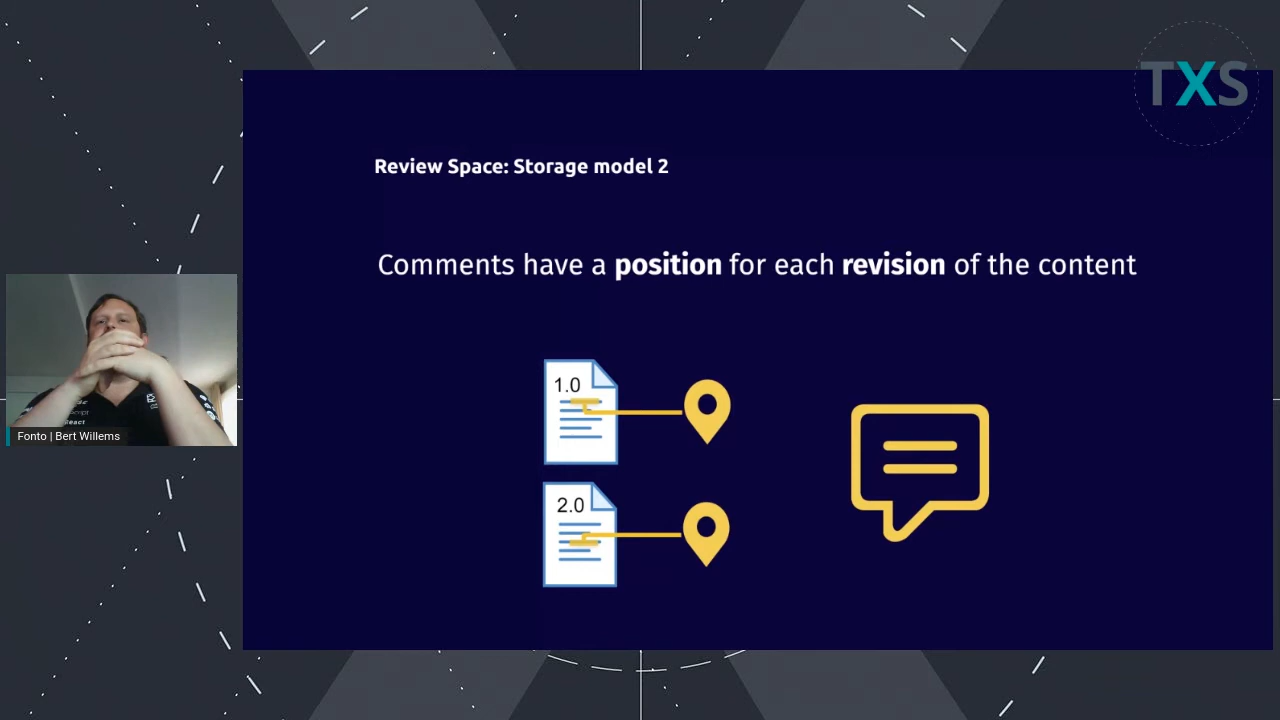 TXS
Review Space: Storage model 2
Comments have a position for each revision of the content
1.0
2.0
Fonto | Bert Willems